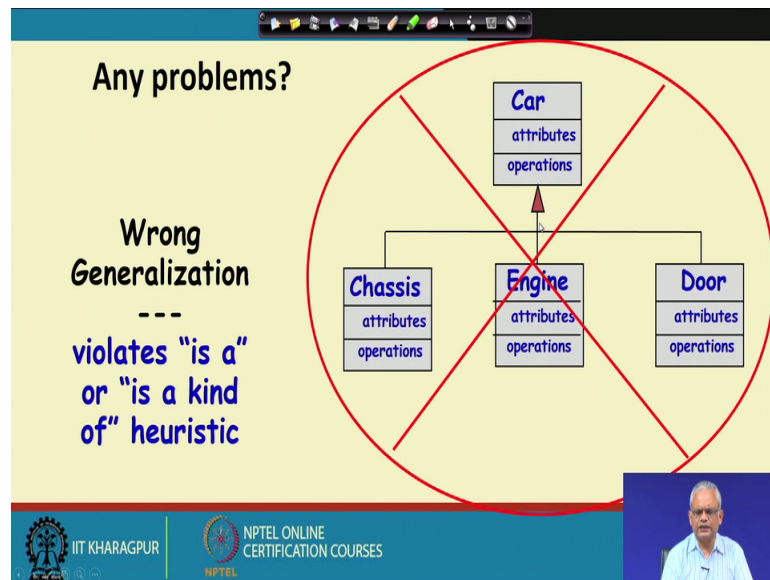 Any problems?
Wrong
Generalization
---
violates "is a"
or "is a kind
of" heuristic
Car
attributes
operations
Chassis
attributes
operations
Engine
attributes
operations
Door
attributes
operations
IIT KHARAGPUR
NPTEL
NPTEL ONLINE
CERTIFICATION COURSES